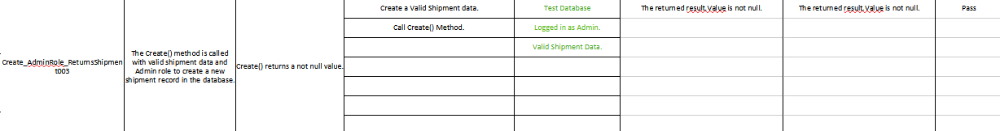 Create a Valid Shipment data.
Test Database
The returned result.Value is not null.
The returned result.Value is not null.
Pass
Call Create() Method.
Logged in as Admin.
Valid Shipment Data.
Create_AdminRole_ReturnsShipmen
t003
The Create() method is called
with valid shipment data and
Admin role to create a new
shipment record in the database.
Create() returns a not null value.